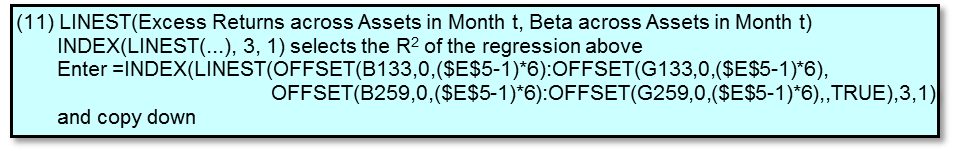 (11) LINEST(Excess Returns across Assets in Month t, Beta across Assets in Month t)
INDEX(LINEST(...), 3, 1) selects the R² of the regression above
Enter =INDEX(LINEST(OFFSET(B133,0,($E$5-1)*6):OFFSET(G133,0,($E$5-1)*6),
OFFSET(B259,0,($E$5-1)*6):OFFSET(G259,0,($E$5-1)*6),,TRUE),3,1)
and copy down